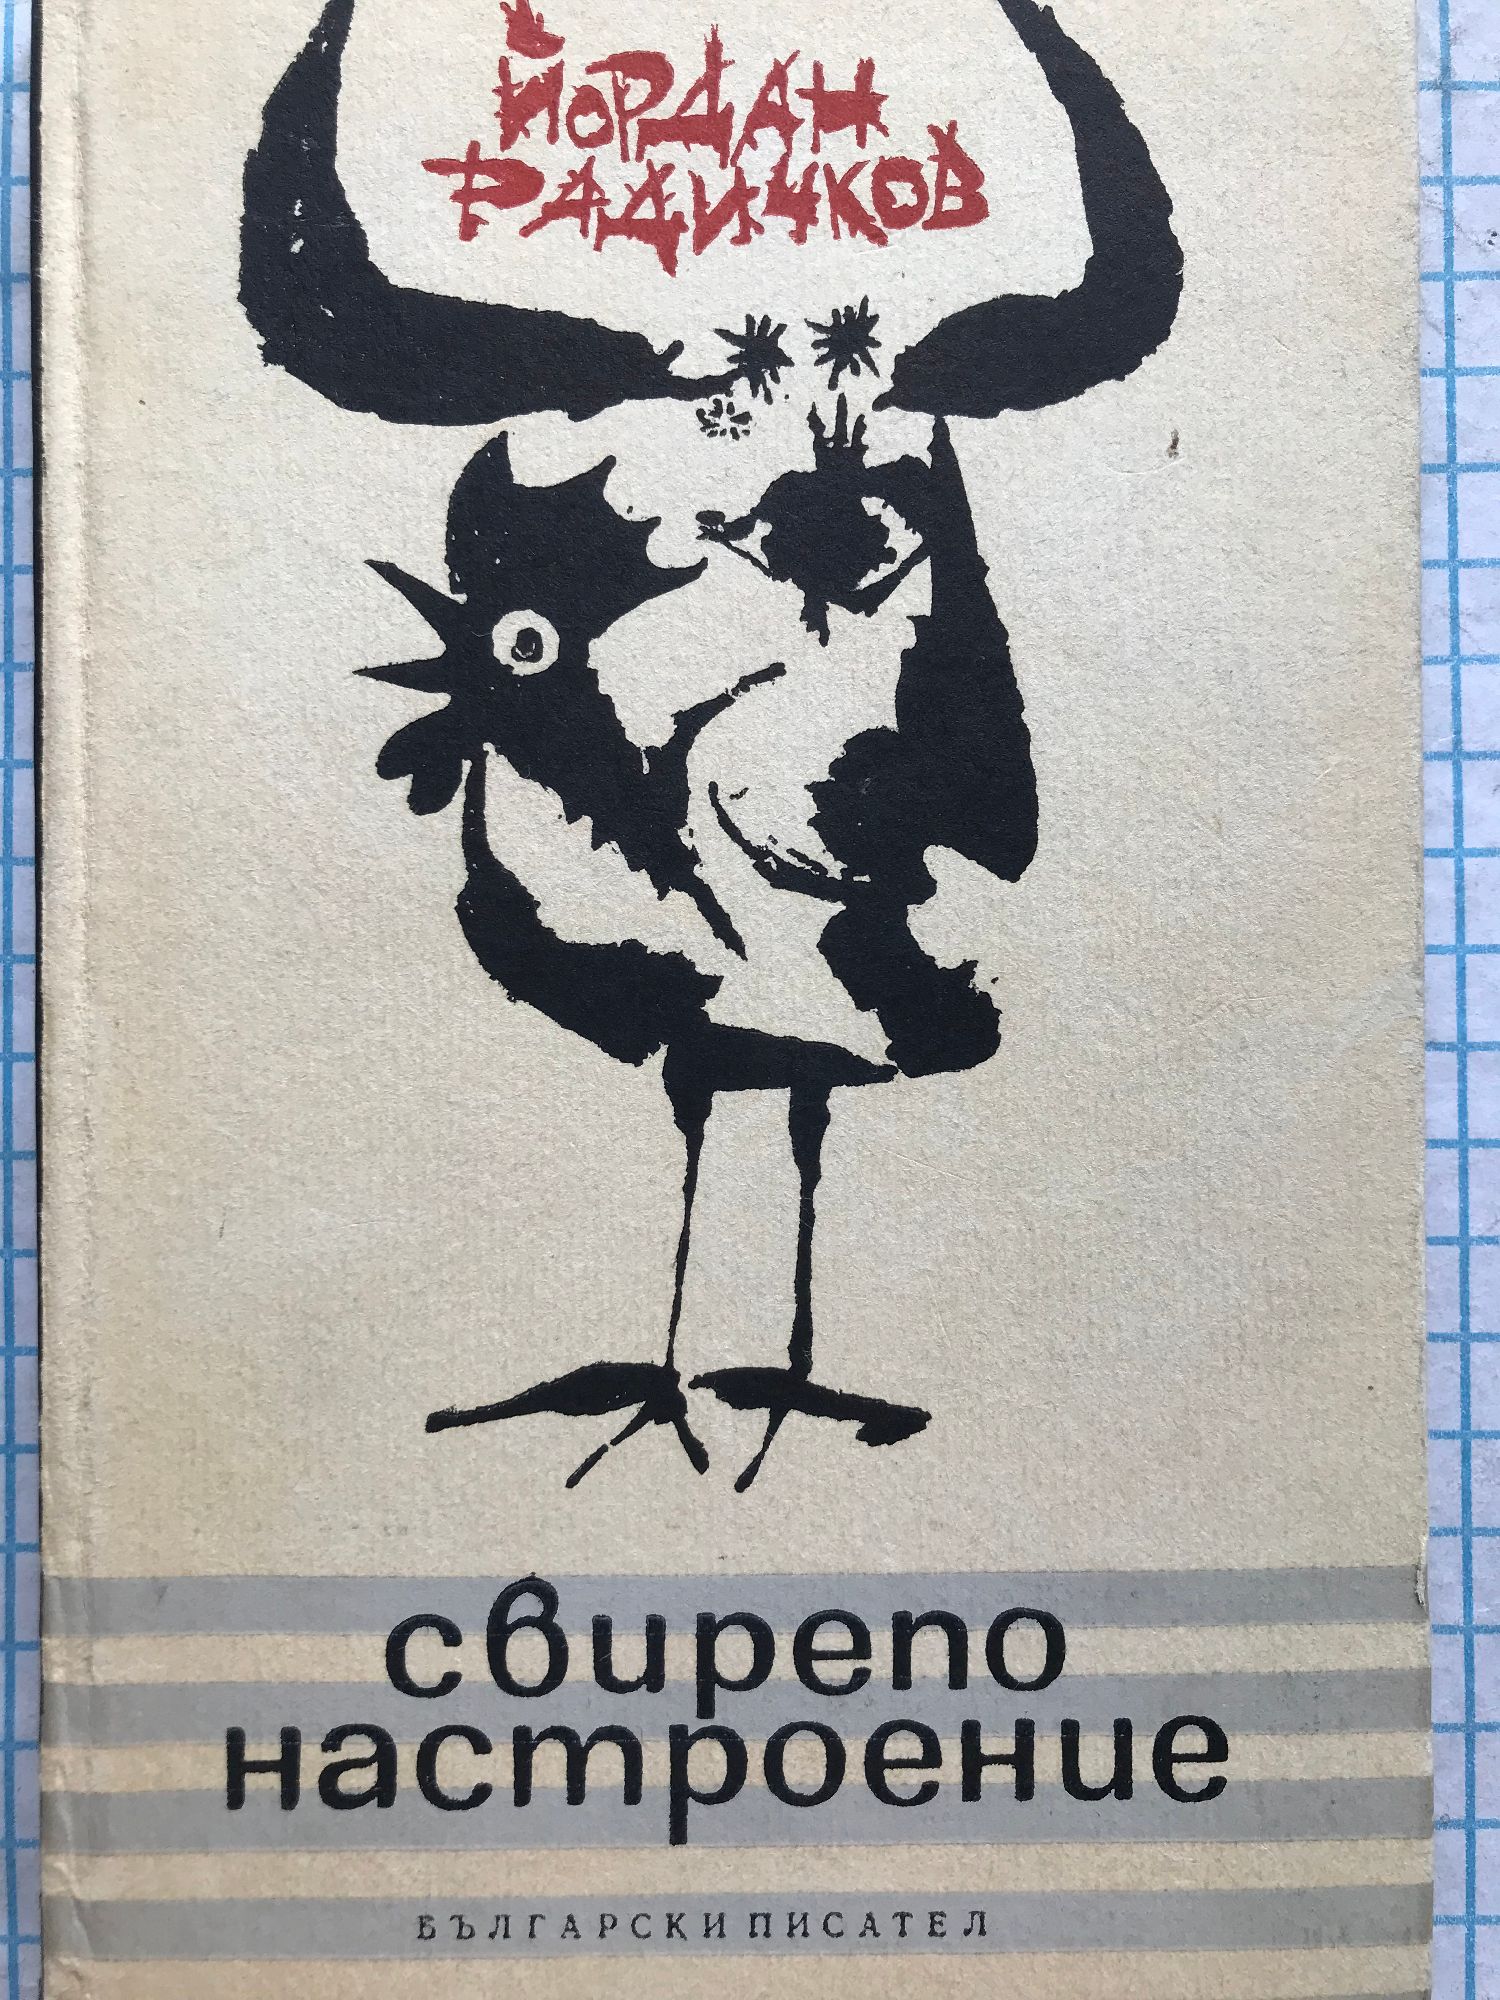 ЙОРДАН
РАДИЧКОВ
свирепо
настроение
БЪЛГАРСКИ ПИСАТЕЛ